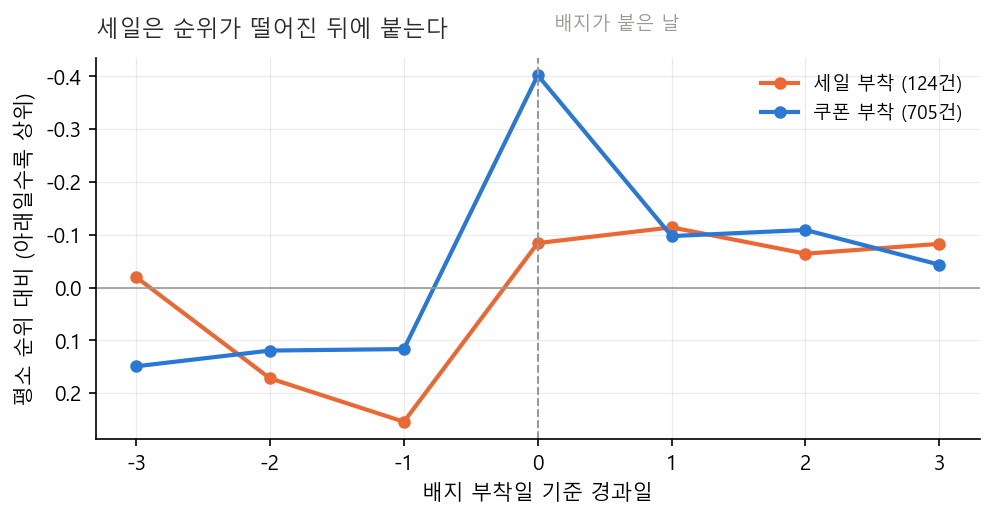 세일은 순위가 떨어진 뒤에 붙는다
배지가 붙은 날
세일 부착 (124건)
쿠폰 부착 (705건)
평소 순위 대비 (아래일수록 상위)
-0.4
-0.3
-0.2
-0.1
0.0
0.1
0.2
-3 -2 -1 0 1 2 3
배지 부착일 기준 경과일